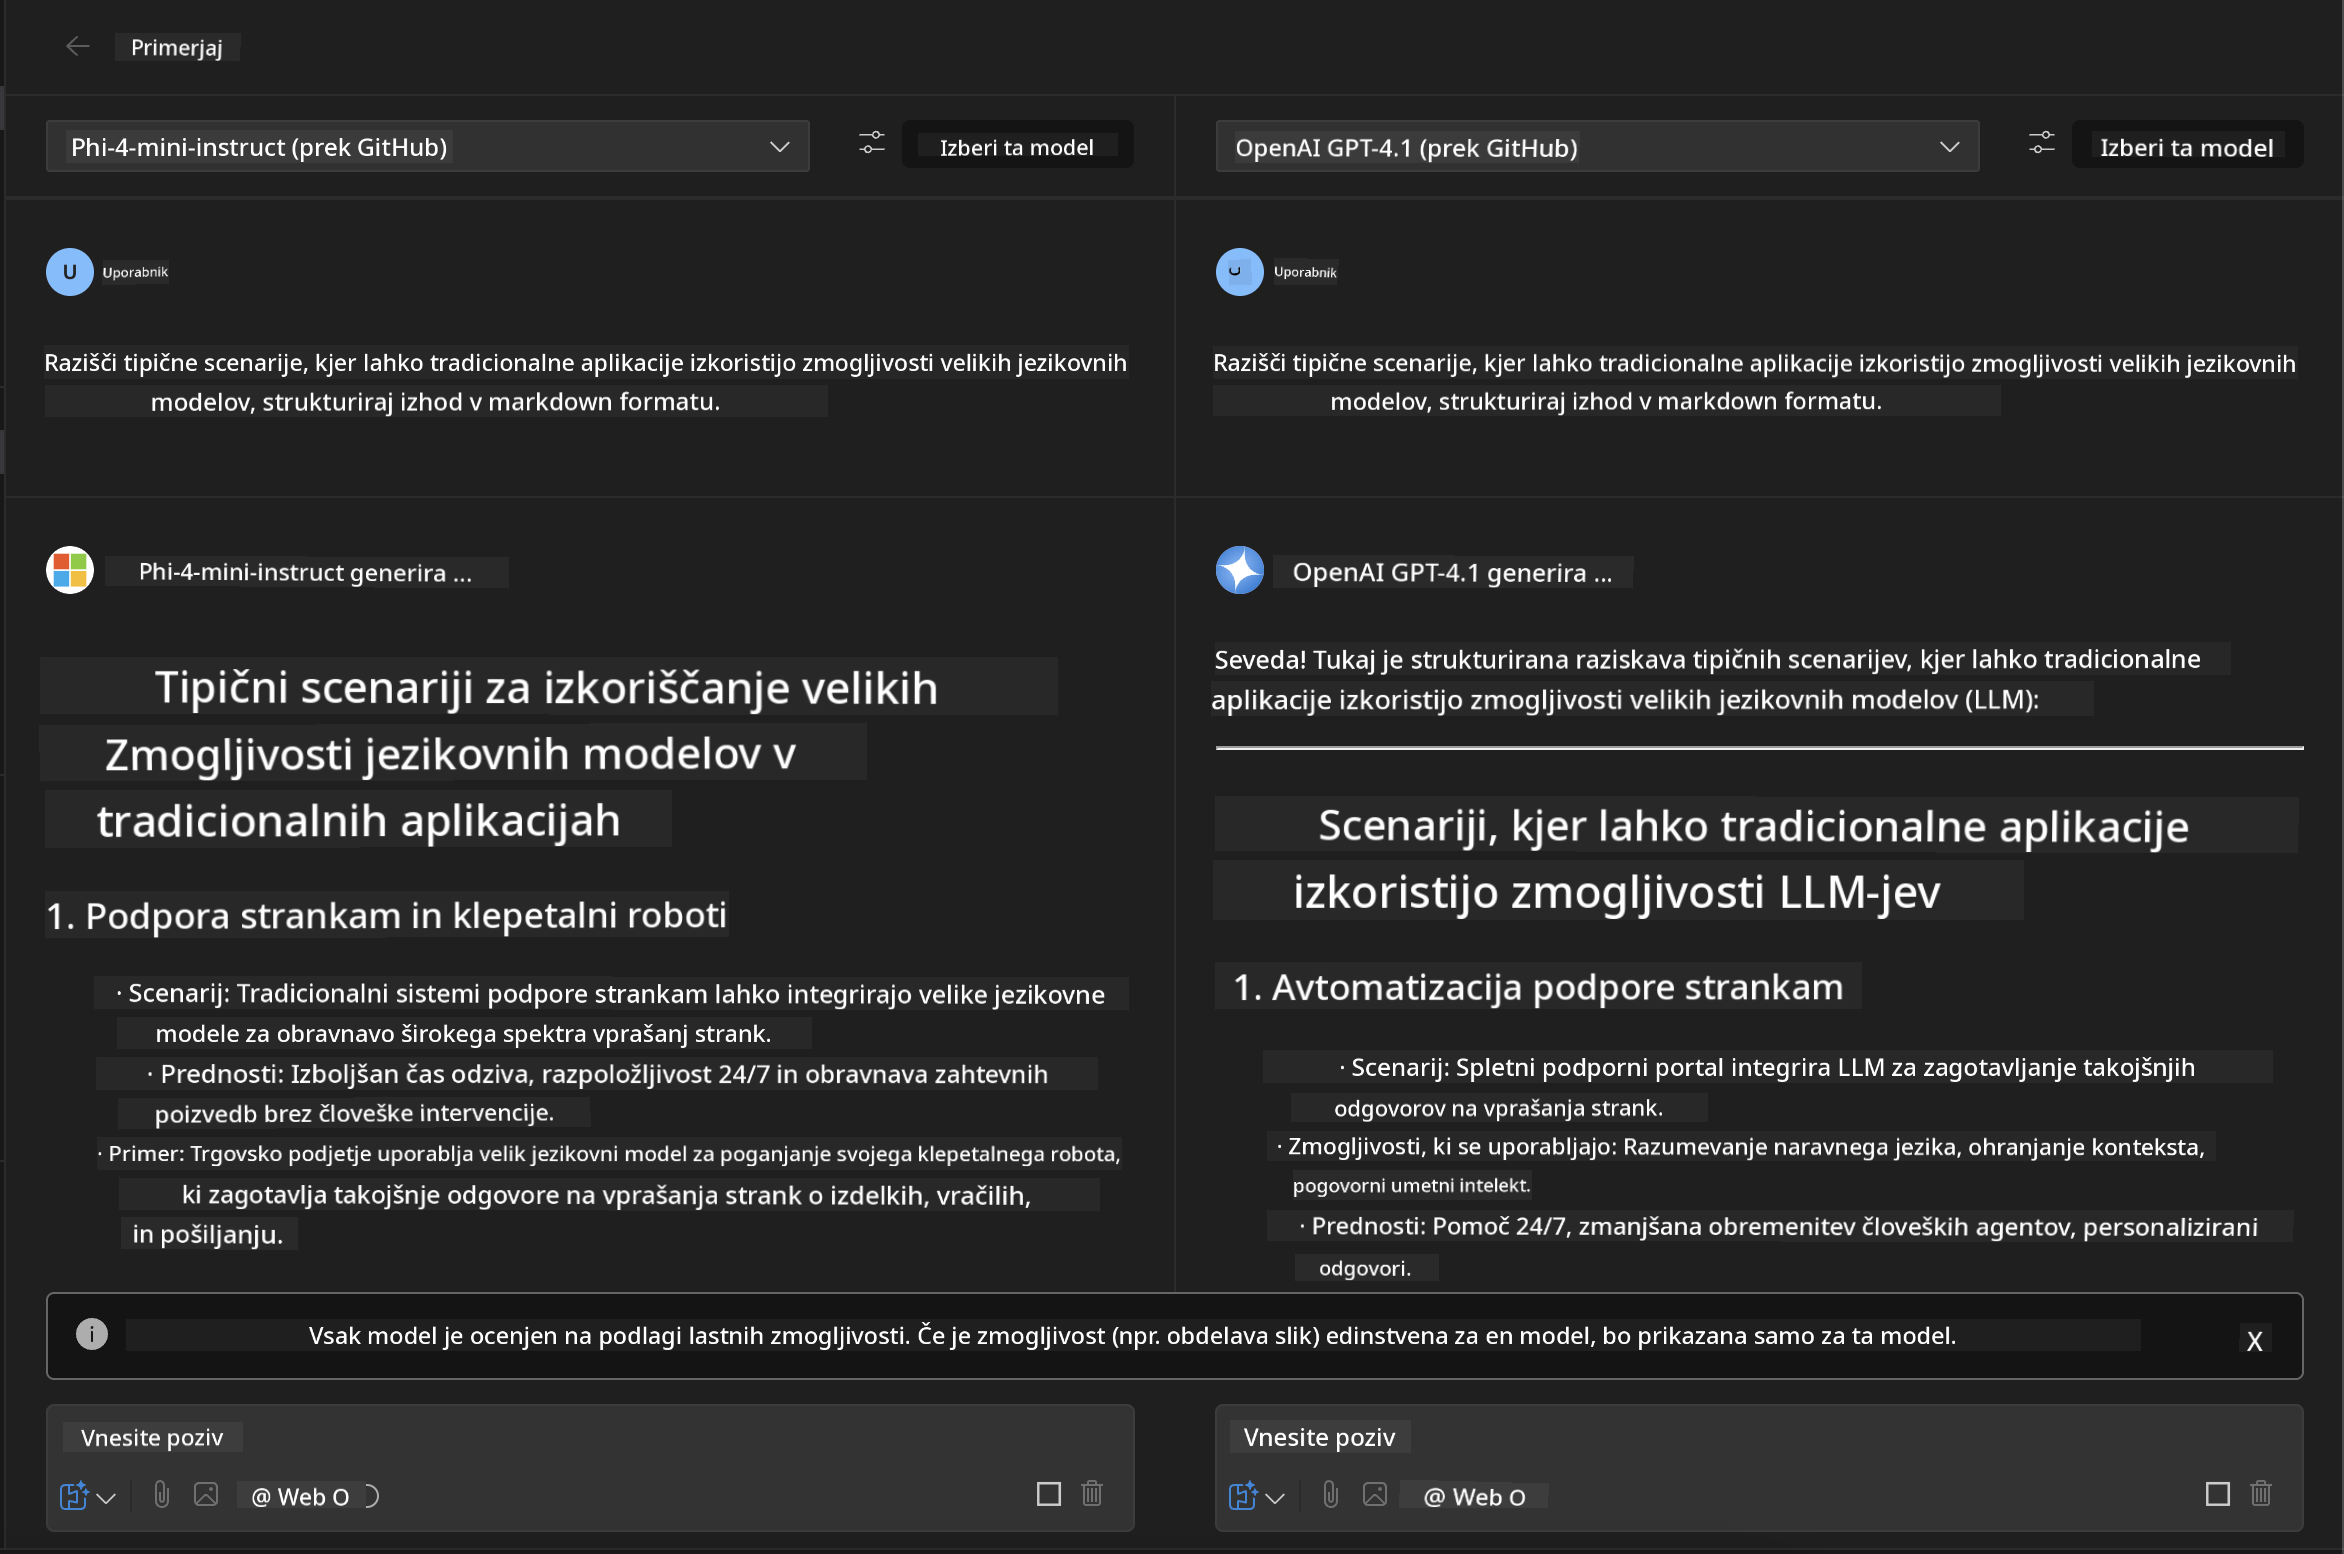 Primerjaj
Phi-4-mini-instruct (prek GitHub)
Izberi ta model
U
Uporabnik
Razišči tipične scenarije, kjer lahko tradicionalne aplikacije izkoristijo zmogljivosti velikih jezikovnih
modelov, strukturiraj izhod v markdown formatu.
Phi-4-mini-instruct generira ...
Tipični scenariji za izkoriščanje velikih
Zmogljivosti jezikovnih modelov v
tradicionalnih aplikacijah
1. Podpora strankam in klepetalni roboti
· Scenarij: Tradicionalni sistemi podpore strankam lahko integrirajo velike jezikovne
modele za obravnavo širokega spektra vprašanj strank.
· Prednosti: Izboljšan čas odziva, razpoložljivost 24/7 in obravnava zahtevnih
poizvedb brez človeške intervencije.
· Primer: Trgovsko podjetje uporablja velik jezikovni model za poganjanje svojega klepetalnega robota,
ki zagotavlja takojšnje odgovore na vprašanja strank o izdelkih, vračilih,
in pošiljanju.
OpenAI GPT-4.1 (prek GitHub)
Izberi ta model
U
Uporabnik
Razišči tipične scenarije, kjer lahko tradicionalne aplikacije izkoristijo zmogljivosti velikih jezikovnih
modelov, strukturiraj izhod v markdown formatu.
OpenAI GPT-4.1 generira ...
Seveda! Tukaj je strukturirana raziskava tipičnih scenarijev, kjer lahko tradicionalne
aplikacije izkoristijo zmogljivosti velikih jezikovnih modelov (LLM):
Scenariji, kjer lahko tradicionalne aplikacije
izkoristijo zmogljivosti LLM-jev
1. Avtomatizacija podpore strankam
· Scenarij: Spletni podporni portal integrira LLM za zagotavljanje takojšnjih
odgovorov na vprašanja strank.
· Zmogljivosti, ki se uporabljajo: Razumevanje naravnega jezika, ohranjanje konteksta,
pogovorni umetni intelekt.
· Prednosti: Pomoč 24/7, zmanjšana obremenitev človeških agentov, personalizirani
odgovori.
Vsak model je ocenjen na podlagi lastnih zmogljivosti. Če je zmogljivost (npr. obdelava slik) edinstvena za en model, bo prikazana samo za ta model.
X
Vnesite poziv
@ Web O
Vnesite poziv
@ Web O